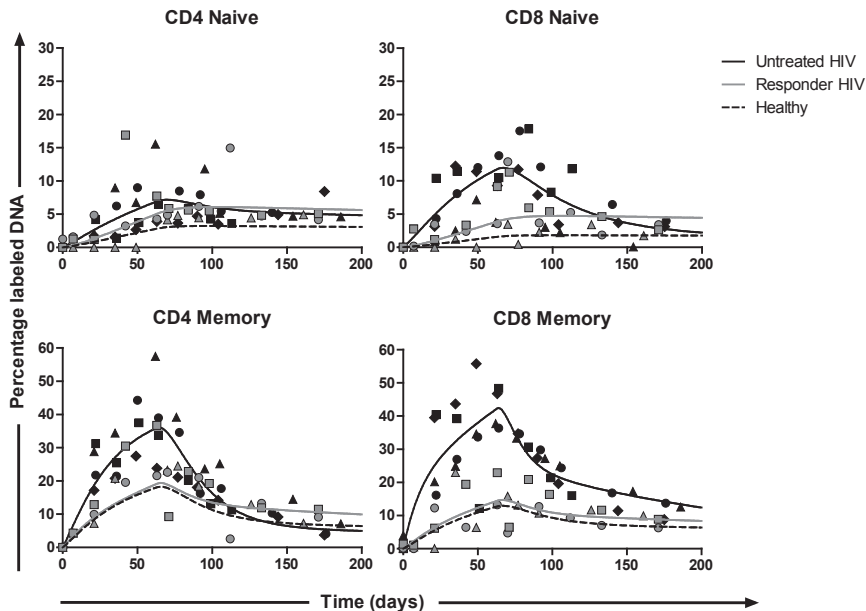 CD4 Naive
CD8 Naive
30
25
20
15
10
5
0
0 50 100 150 200
30
25
20
15
10
5
0
0 50 100 150 200
Untreated HIV
Responder HIV
Healthy
CD4 Memory
CD8 Memory
60
50
40
30
20
10
0
0 50 100 150 200
60
50
40
30
20
10
0
0 50 100 150 200
Percentage labeled DNA
Time (days)